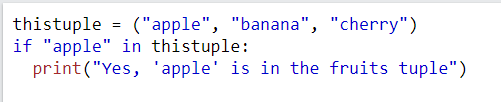 thistuple = ("apple", "banana", "cherry")
if "apple" in thistuple:
  print("Yes, 'apple' is in the fruits tuple")